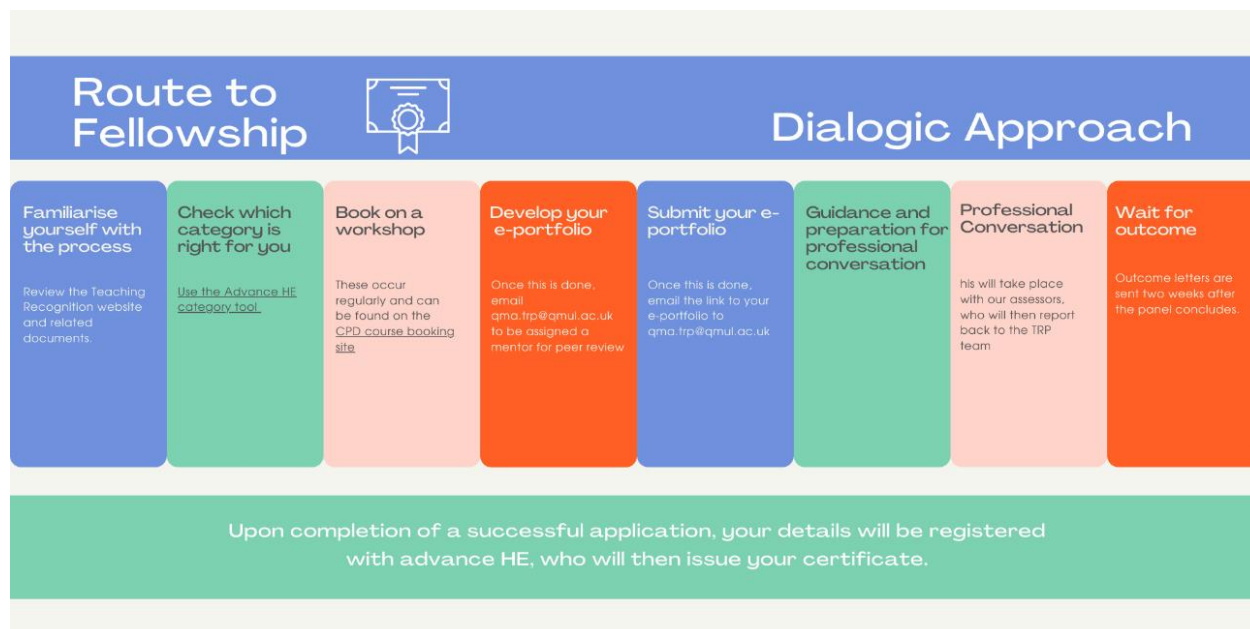 Route to
Fellowship
Dialogic Approach
Familiarise
yourself with
the process
Review the Teaching
Recognition website
and related
documents.
Check which
category is
right for you
Use the Advance HE
category tool
Book on a
workshop
These occur
regularly and can
be found on the
CPD course booking
site
Develop your
e-portfolio
Once this is done,
email
qma.trp@qmul.ac.uk
to be assigned a
mentor for peer review
Submit your e-
portfolio
Once this is done,
email the link to your
e-portfolio to
qma.trp@qmul.ac.uk
Guidance and
preparation for
professional
conversation
Professional
Conversation
his will take place
with our assessors,
who will then report
back to the TRP
team
Wait for
outcome
Outcome letters are
sent two weeks after
the panel concludes.
Upon completion of a successful application, your details will be registered
with advance HE, who will then issue your certificate.